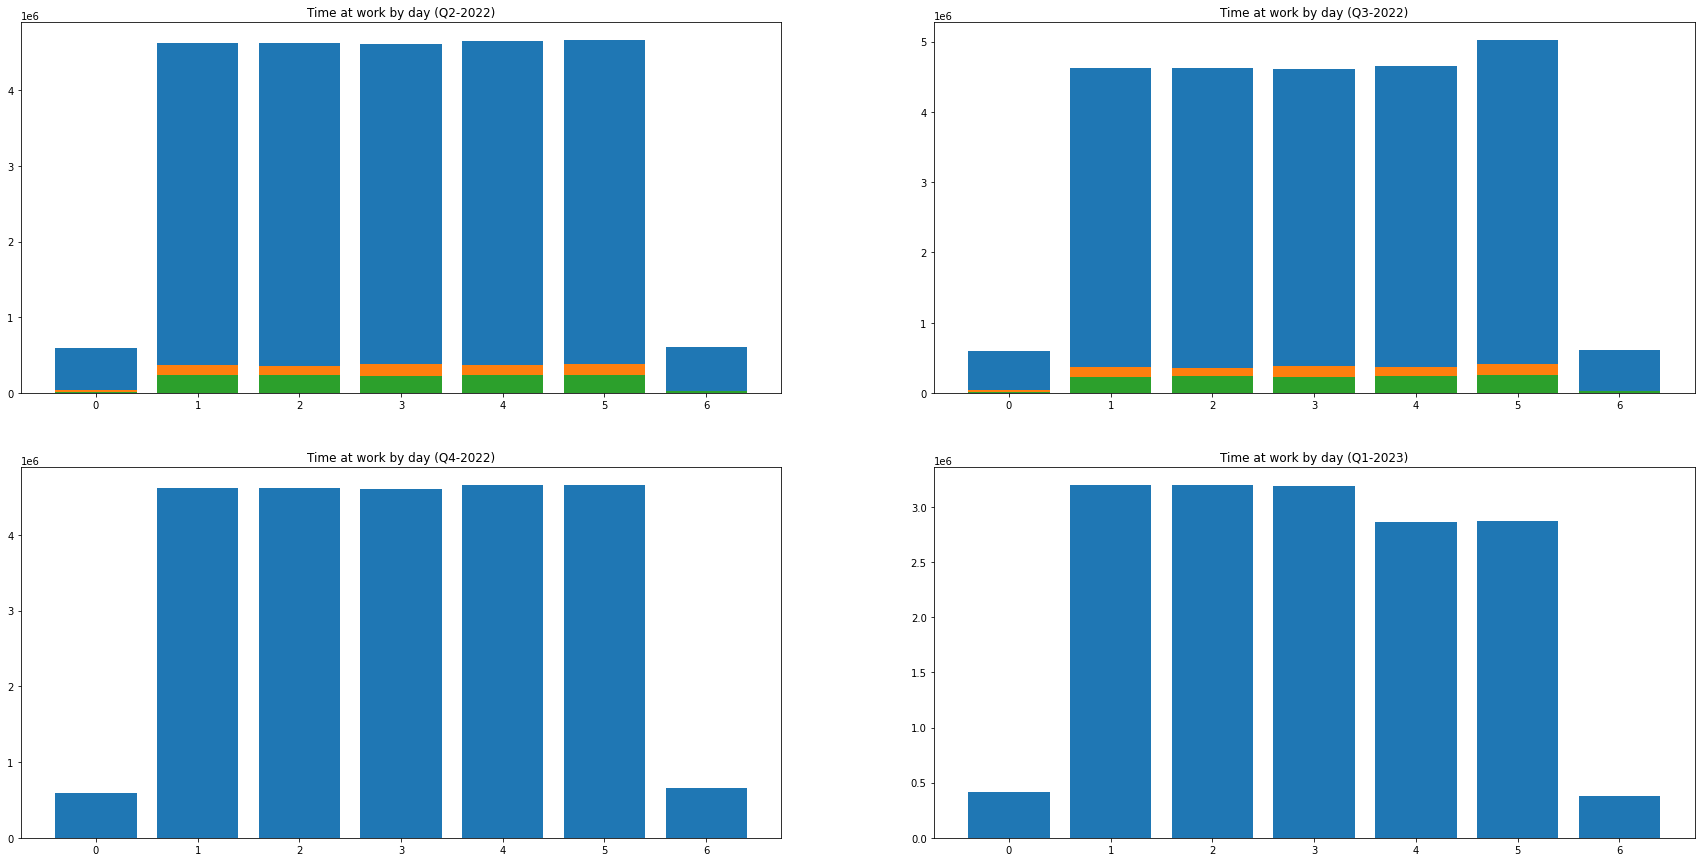 Time at work by day (Q2-2022)
1e6
4
3
2
1
0
0 1 2 3 4 5 6
Time at work by day (Q3-2022)
1e6
5
4
3
2
1
0
0 1 2 3 4 5 6
Time at work by day (Q4-2022)
1e6
4
3
2
1
0
0 1 2 3 4 5 6
Time at work by day (Q1-2023)
1e6
3.0
2.5
2.0
1.5
1.0
0.5
0.0
0 1 2 3 4 5 6